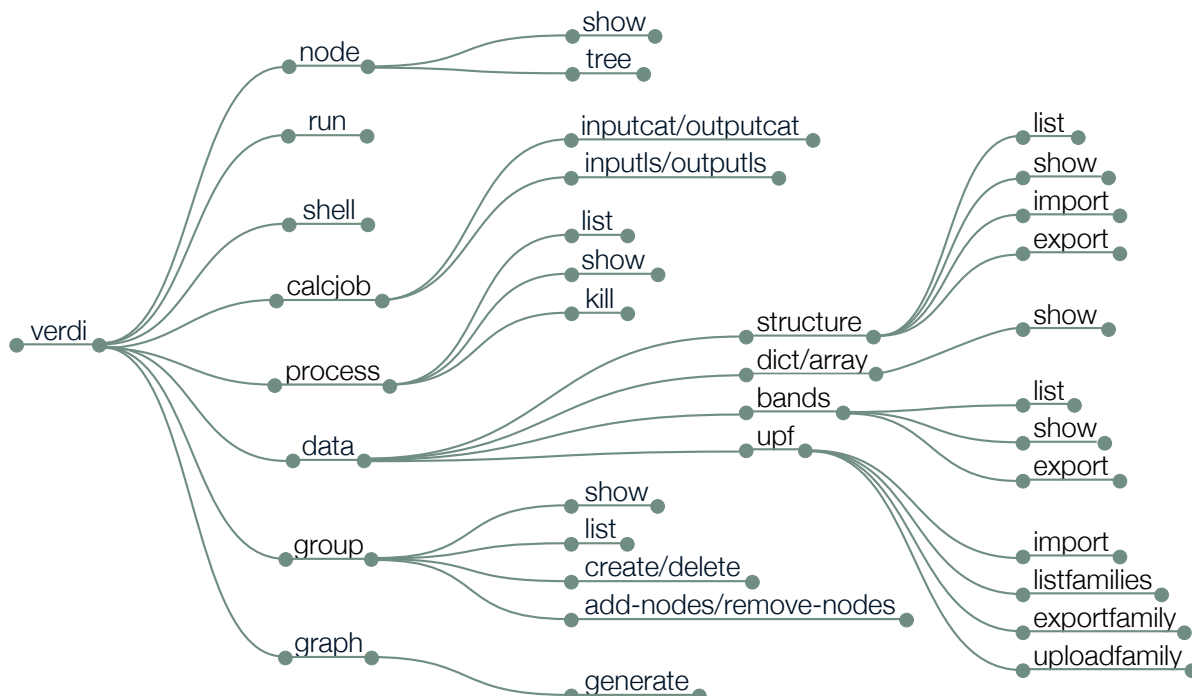 verdi
node
show
tree
run
shell
calcjob
inputcat/outputcat
inputls/outputls
process
list
show
kill
data
structure
list
show
import
export
dict/array
show
bands
list
show
export
upf
import
listfamilies
exportfamily
uploadfamily
group
show
list
create/delete
add-nodes/remove-nodes
graph
generate